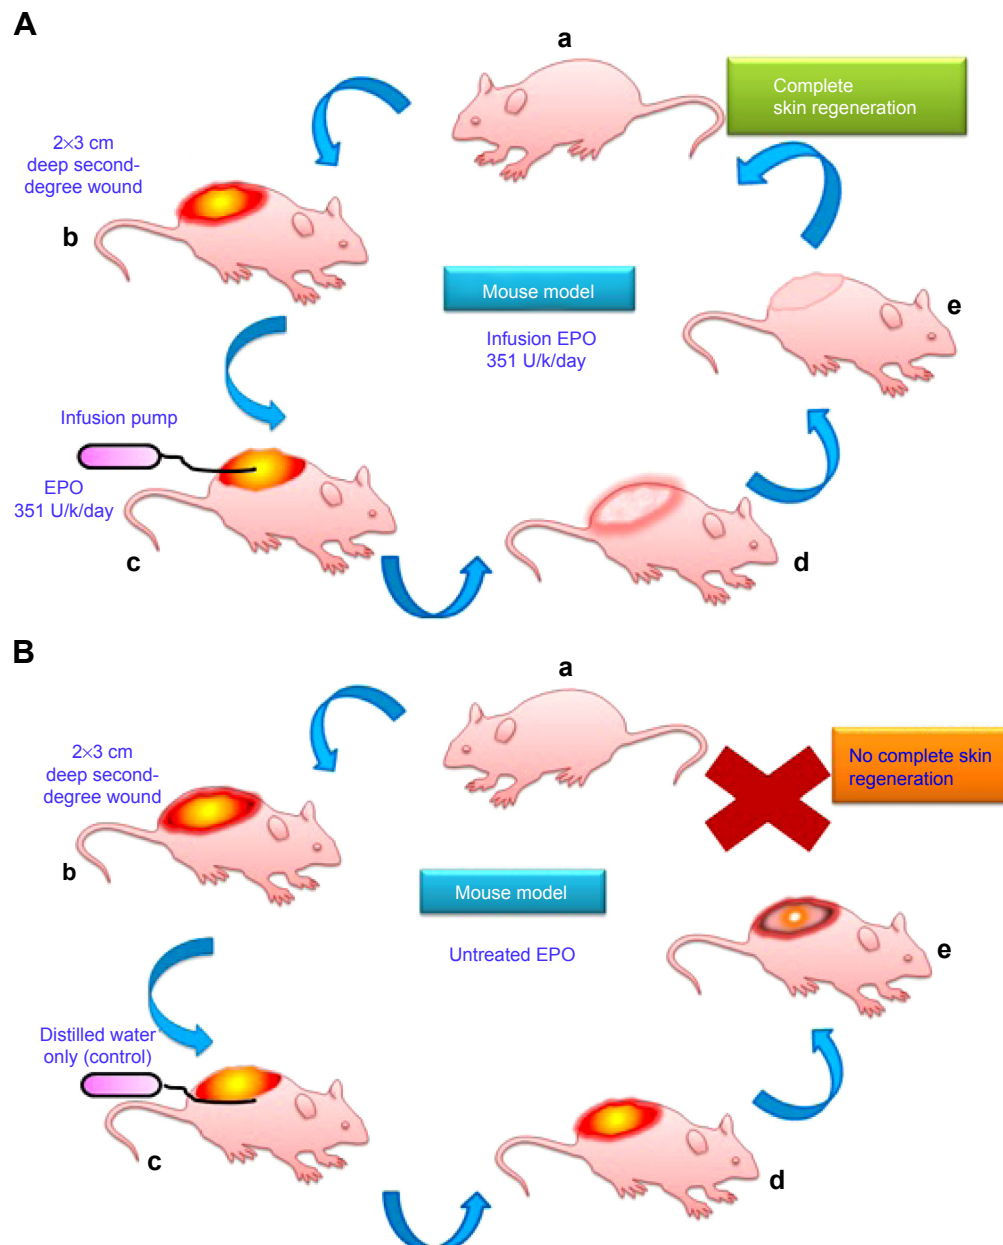 A
a
Complete
skin regeneration
2×3 cm
deep second-
degree wound
b
Mouse model
e
Infusion EPO
351 U/k/day
Infusion pump
EPO
351 U/k/day
c
d
B
a
2×3 cm
deep second-
degree wound
No complete skin
regeneration
b
Mouse model
Untreated EPO
e
Distilled water
only (control)
c
d